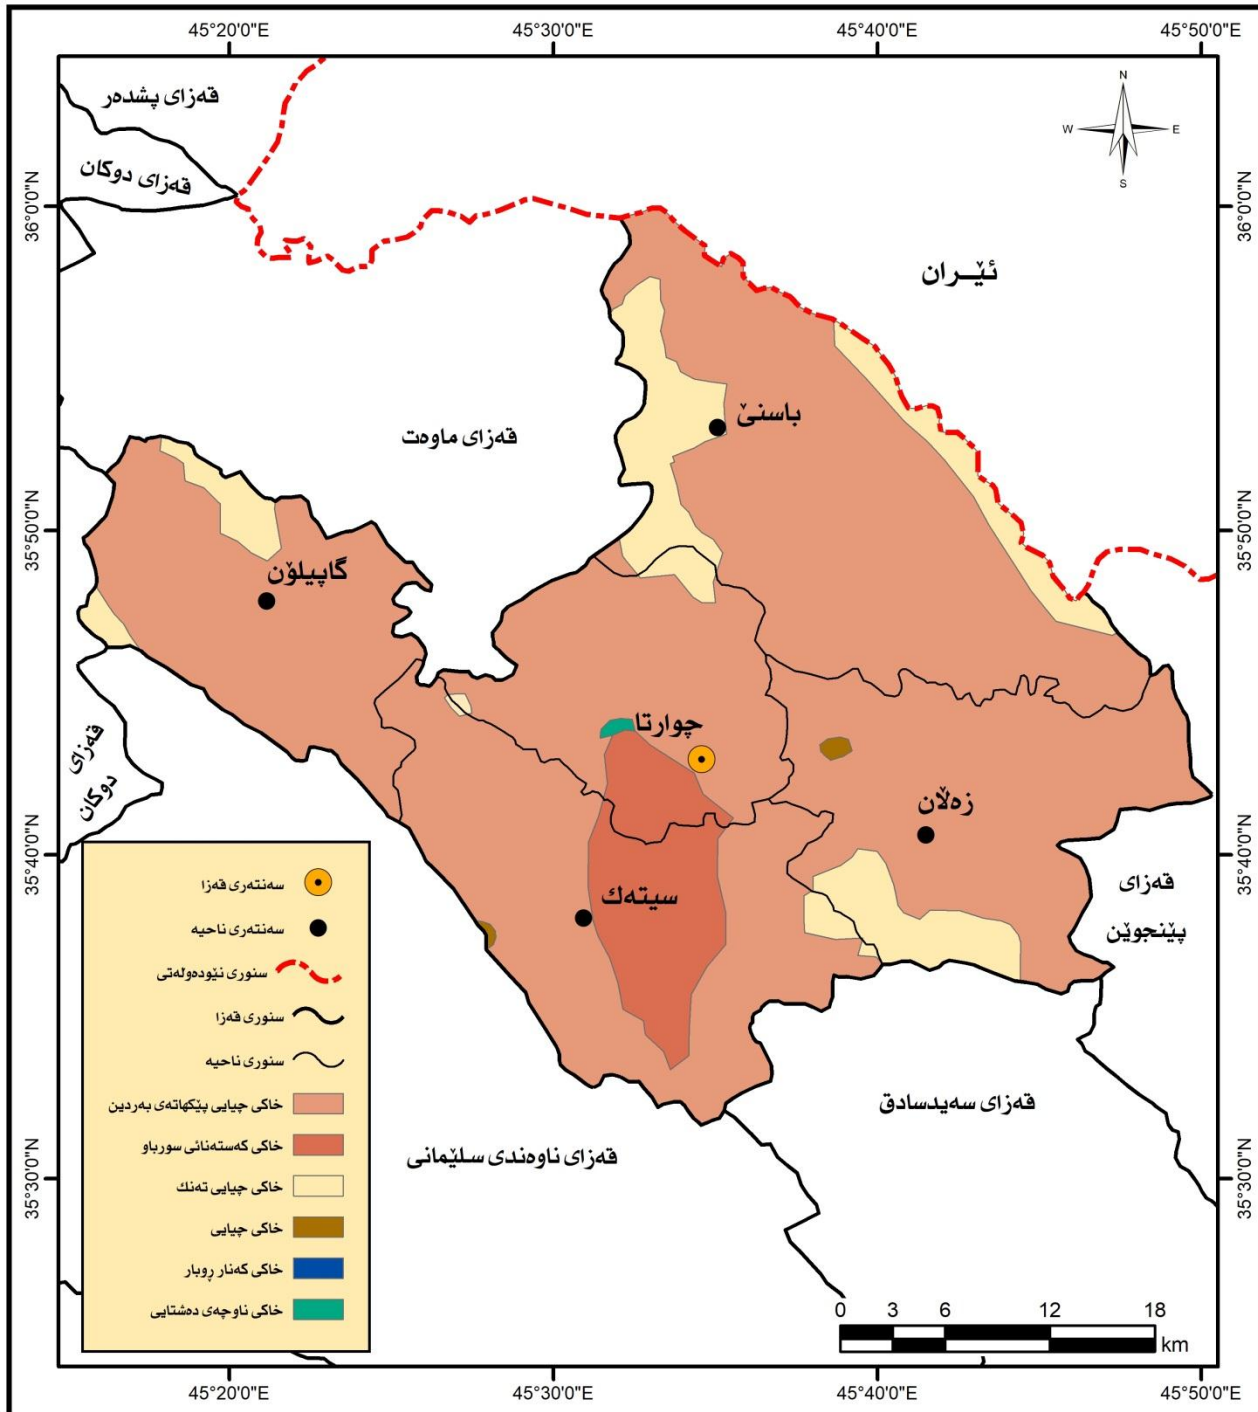 45°20'0"E 45°30'0"E 45°40'0"E 45°50'0"E
قەزای پشدەر
قەزای دوكان
N
W E
S
36°0'0"N 36°0'0"N
ئێــران
باسنێ
قەزای ماوەت
35°50'0"N 35°50'0"N
گاپیلۆن
چوارتا
قەزای
دوكان
زەڵان
35°40'0"N 35°40'0"N
قەزای
پێنجوێن
سیتەك
سەنتەری قەزا
سەنتەری ناحیە
سنوری نێودەولەتی
سنوری قەزا
سنوری ناحیە
خاكی چیایی پێكهاتەی بەردین
خاكی كەستەنائی سورباو
خاكی چیایی تەنك
خاكی چیایی
خاكی كەنار ڕوبار
خاكی ناوچەی دەشتایی
قەزای سەیدسادق
قەزای ناوەندی سلێمانی
35°30'0"N 35°30'0"N
0 3 6 12 18
km
45°20'0"E 45°30'0"E 45°40'0"E 45°50'0"E